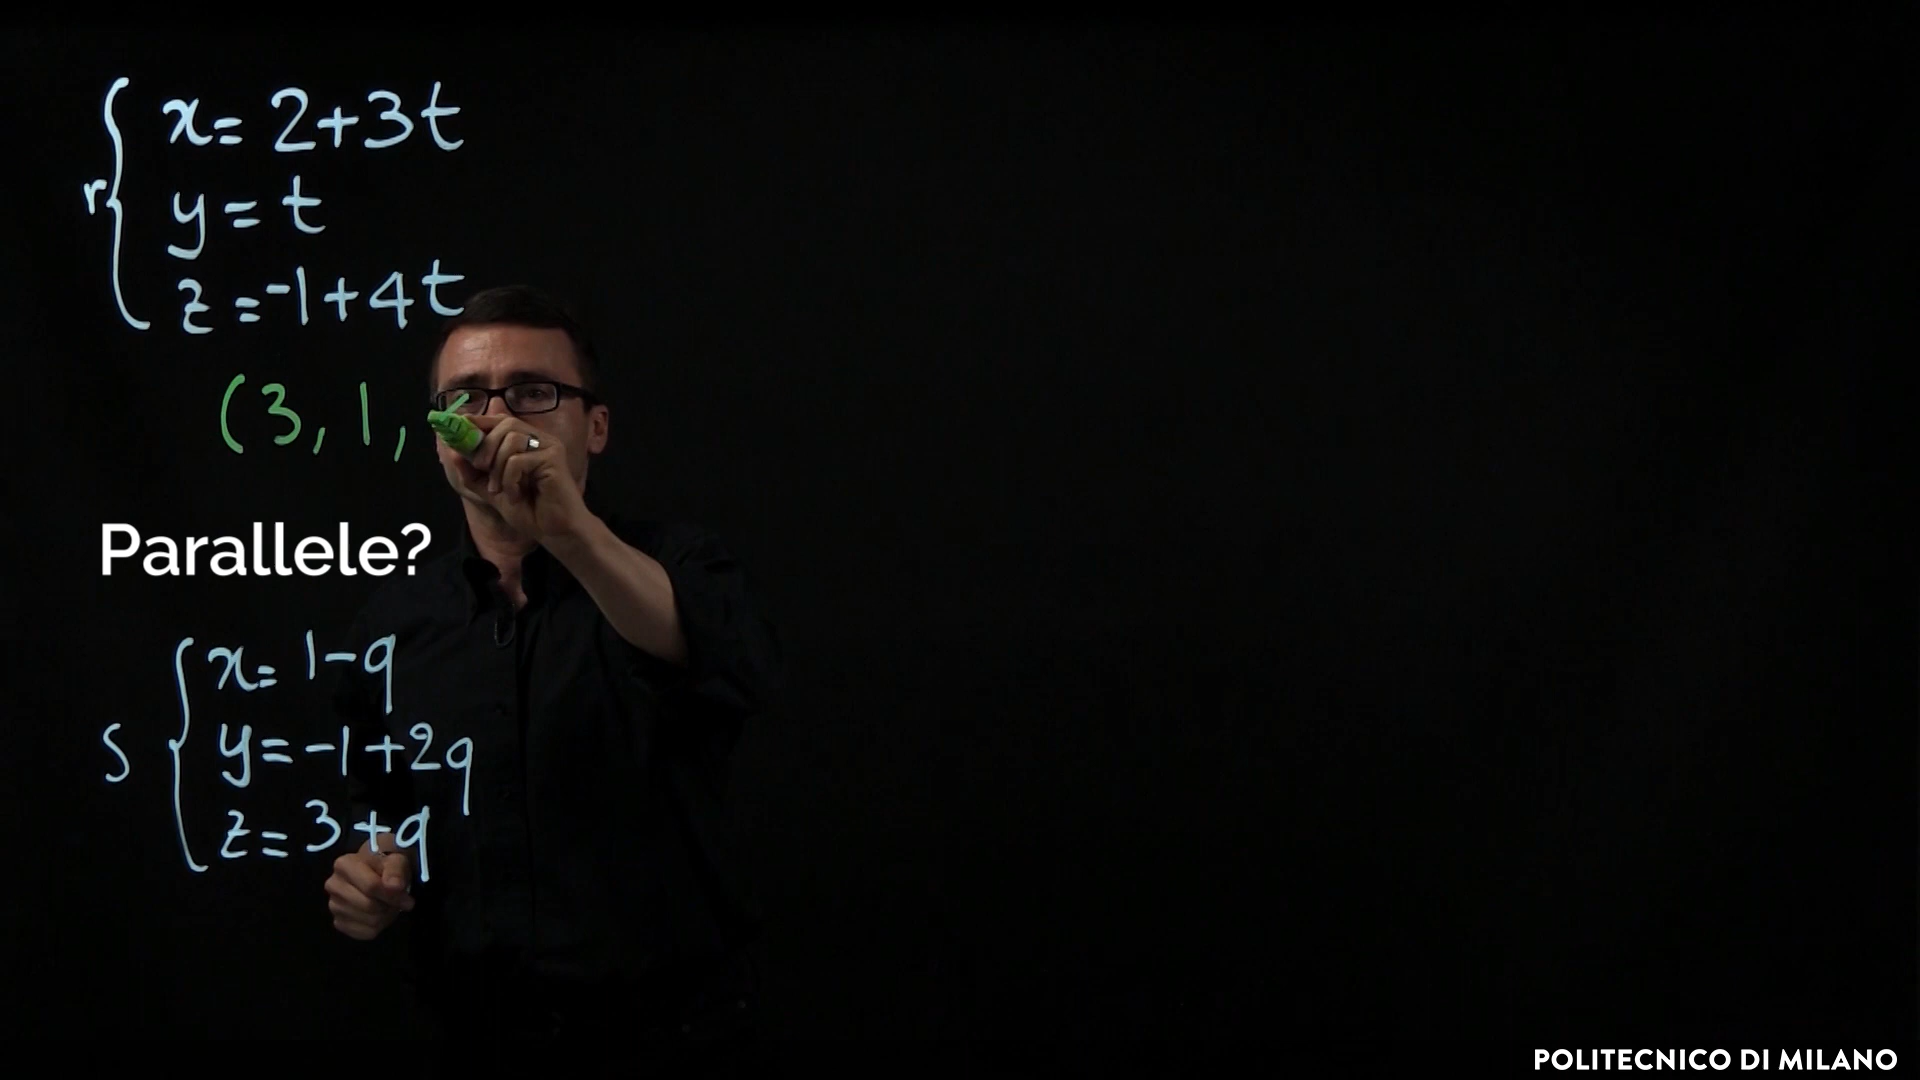 r { x = 2+3t
y = t
z = -1+4t
(3, 1,
Parallele?
s { x = 1-q
y = -1+2q
z = 3+q
POLITECNICO DI MILANO